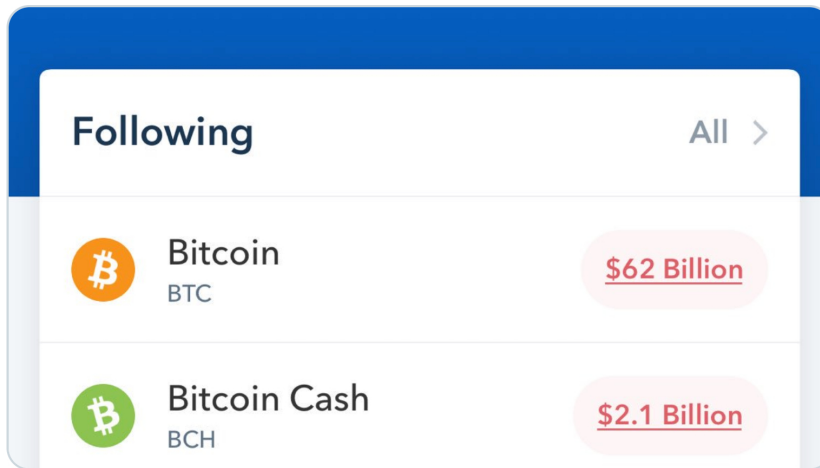 Following
All
Bitcoin
BTC
$62 Billion
Bitcoin Cash
BCH
$2.1 Billion